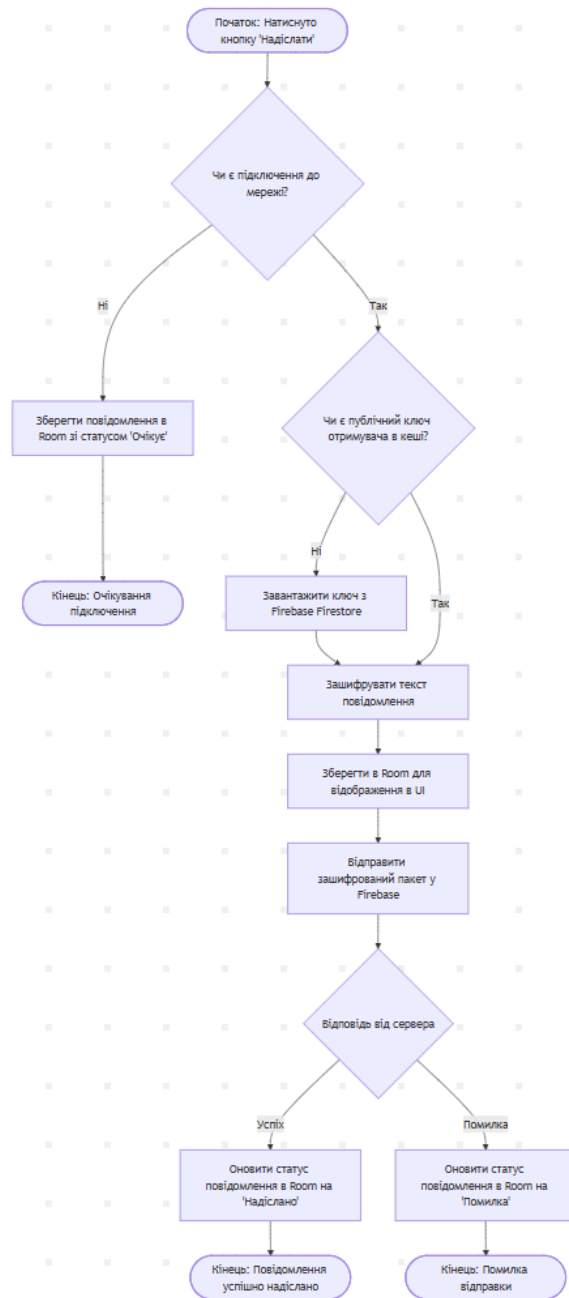 Початок: Натиснуто
кнопку 'Надіслати'
Чи є підключення до
мережі?
Ні
Так
Зберегти повідомлення в
Room зі статусом 'Очікує'
Чи є публічний ключ
отримувача в кеші?
Кінець: Очікування
підключення
Ні
Завантажити ключ з
Firebase Firestore
Так
Зашифрувати текст
повідомлення
Зберегти в Room для
відображення в UI
Відправити
зашифрований пакет у
Firebase
Відповідь від сервера
Успіх
Помилка
Оновити статус
повідомлення в Room на
'Надіслано'
Оновити статус
повідомлення в Room на
'Помилка'
Кінець: Повідомлення
успішно надіслано
Кінець: Помилка
відправки